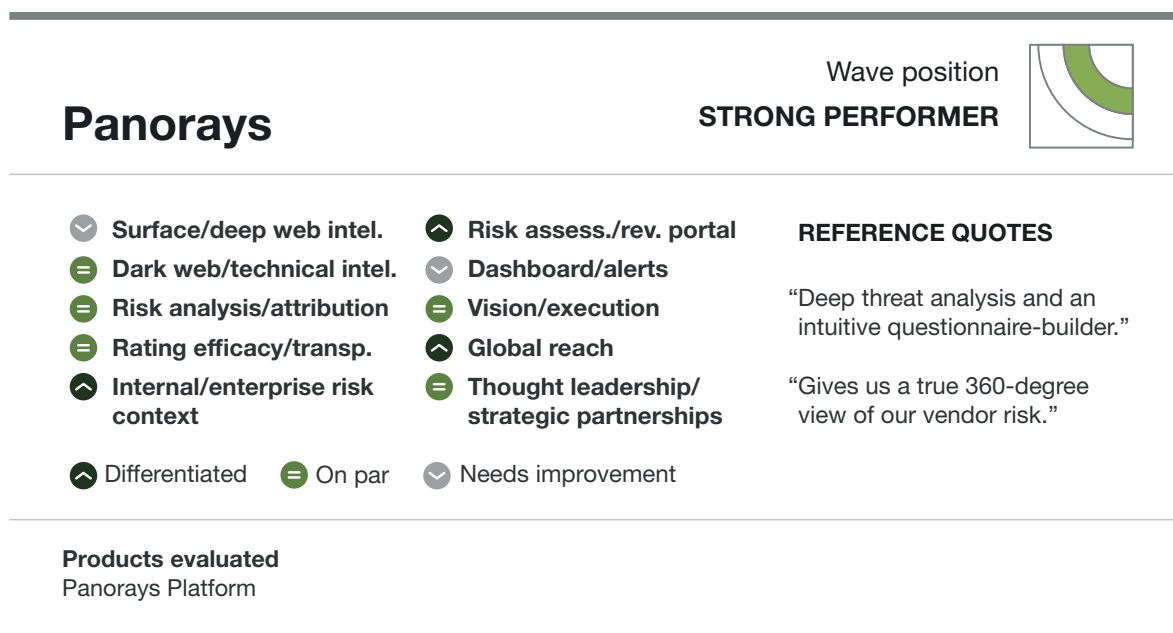 Wave position
STRONG PERFORMER
Panorays
Surface/deep web intel.
Dark web/technical intel.
Risk analysis/attribution
Rating efficacy/transp.
Internal/enterprise risk
context
Risk assess./rev. portal
Dashboard/alerts
Vision/execution
Global reach
Thought leadership/
strategic partnerships
REFERENCE QUOTES
“Deep threat analysis and an
intuitive questionnaire-builder.”
“Gives us a true 360-degree
view of our vendor risk.”
Differentiated
On par
Needs improvement
Products evaluated
Panorays Platform